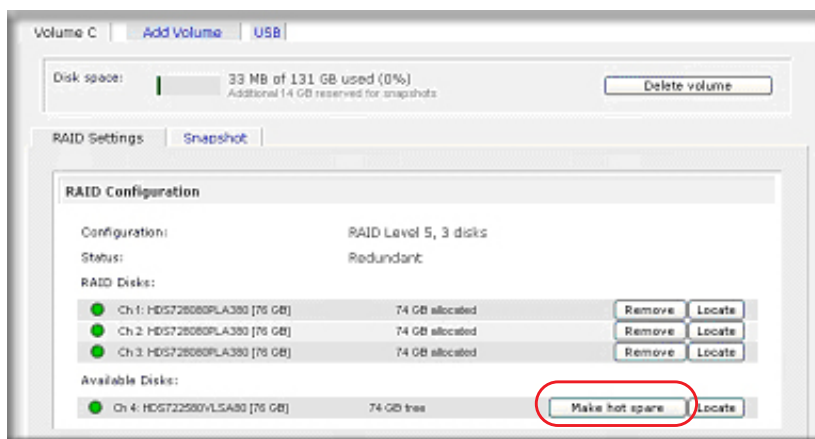 Volume C Add Volume USB
Disk space: 33 MB of 131 GB used (0%) Delete volume
Additional 14 GB reserved for snapshots
RAID Settings Snapshot
RAID Configuration
Configuration: RAID Level 5, 3 disks
Status: Redundant
RAID Disks:
Ch 1: HDS728080PLA380 [76 GB] 74 GB allocated Remove Locate
Ch 2: HDS728080PLA380 [76 GB] 74 GB allocated Remove Locate
Ch 3: HDS728080PLA380 [76 GB] 74 GB allocated Remove Locate
Available Disks:
Ch 4: HDS722580VLSA80 [76 GB] 74 GB free Make hot spare Locate